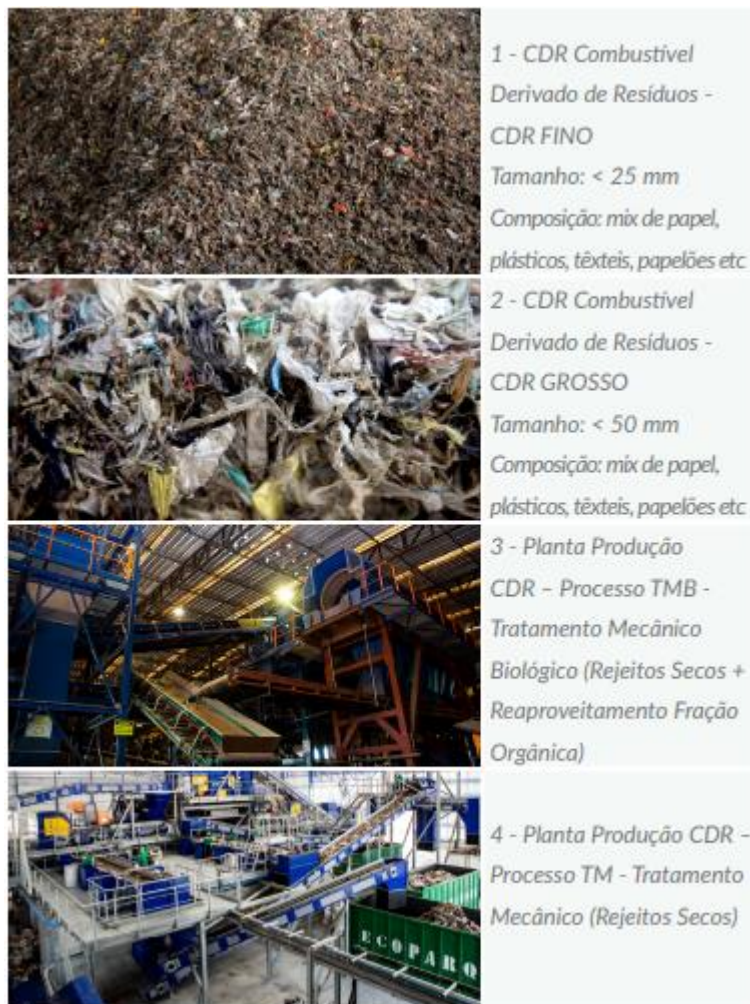 1 - CDR Combustível
Derivado de Resíduos -
CDR FINO
Tamanho: < 25 mm
Composição: mix de papel,
plásticos, têxteis, papelões etc
2 - CDR Combustível
Derivado de Resíduos -
CDR GROSSO
Tamanho: < 50 mm
Composição: mix de papel,
plásticos, têxteis, papelões etc
3 - Planta Produção
CDR – Processo TMB -
Tratamento Mecânico
Biológico (Rejeitos Secos +
Reaproveitamento Fração
Orgânica)
4 - Planta Produção CDR –
Processo TM - Tratamento
Mecânico (Rejeitos Secos)
ECOPARQ